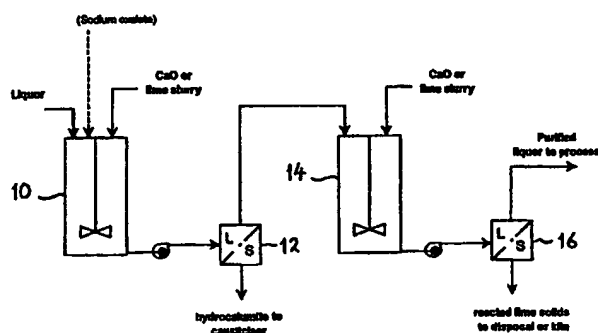 (Sodium oxalate)
Liquor
CaO or
lime slurry
10
L
S
12
hydrocalumite to
causticiser
CaO or
lime slurry
14
Purified
liquor to process
L
S
16
reacted lime solids
to disposal or kiln